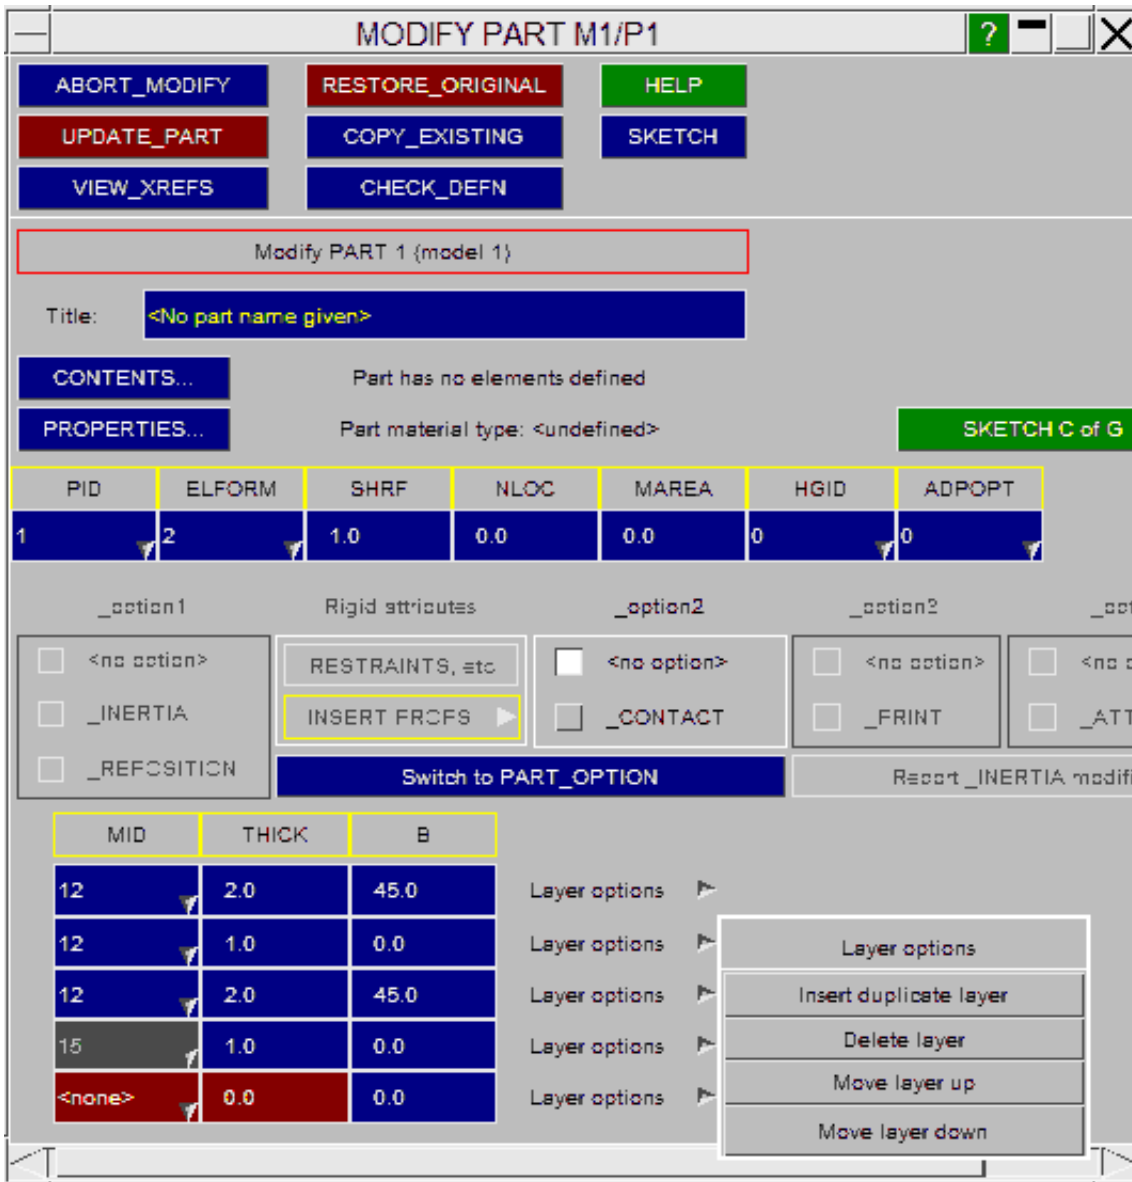 MODIFY PART M1/P1 ?
ABORT_MODIFY RESTORE_ORIGINAL HELP
UPDATE_PART COPY_EXISTING SKETCH
VIEW_XREFS CHECK_DEFN
Modify PART 1 (model 1)
Title: <No part name given>
CONTENTS... Part has no elements defined
PROPERTIES... Part material type: <undefined> SKETCH C of G
PID ELFORM SHRF NLOC MAREA HGID ADPOPT
1 2 1.0 0.0 0.0 0 0
_option1 Rigid attributes _option2 _option3
<no option> RESTRAINTS, etc <no option> <no option> <no
_INERTIA INSERT PROPS _CONTACT _PRINT _ATT
_REPOSITION Switch to PART_OPTION Report _INERTIA modifi
MID THICK B
12 2.0 45.0 Layer options
12 1.0 0.0 Layer options Layer options
12 2.0 45.0 Layer options Insert duplicate layer
15 1.0 0.0 Layer options Delete layer
Move layer up
<none> 0.0 0.0 Layer options
Move layer down